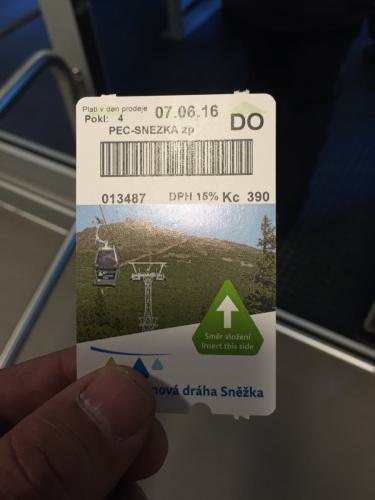 Platí v den prodeje 07.06.16
Pokl: 4 DO
PEC-SNEZKA zp
013487 DPH 15% Kc 390
Směr vložení
Insert this side
nová dráha Sněžka